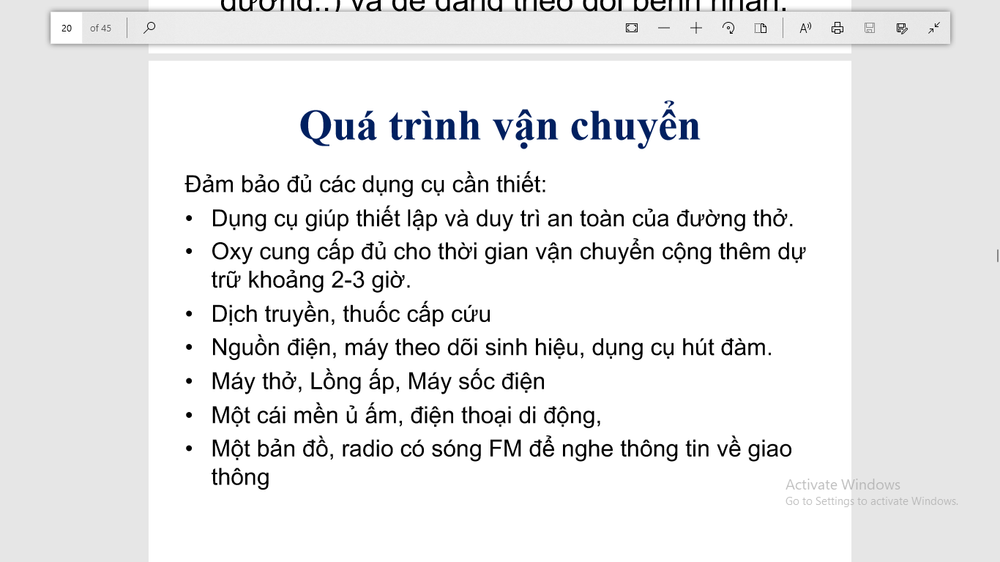 dưỡng..) và dễ dàng theo dõi bệnh nhân.
20 of 45
Quá trình vận chuyển
Đảm bảo đủ các dụng cụ cần thiết:
• Dụng cụ giúp thiết lập và duy trì an toàn của đường thở.
• Oxy cung cấp đủ cho thời gian vận chuyển cộng thêm dự
trữ khoảng 2-3 giờ.
• Dịch truyền, thuốc cấp cứu
• Nguồn điện, máy theo dõi sinh hiệu, dụng cụ hút đàm.
• Máy thở, Lồng ấp, Máy sốc điện
• Một cái mền ủ ấm, điện thoại di động,
• Một bản đồ, radio có sóng FM để nghe thông tin về giao
thông
Activate Windows
Go to Settings to activate Windows.